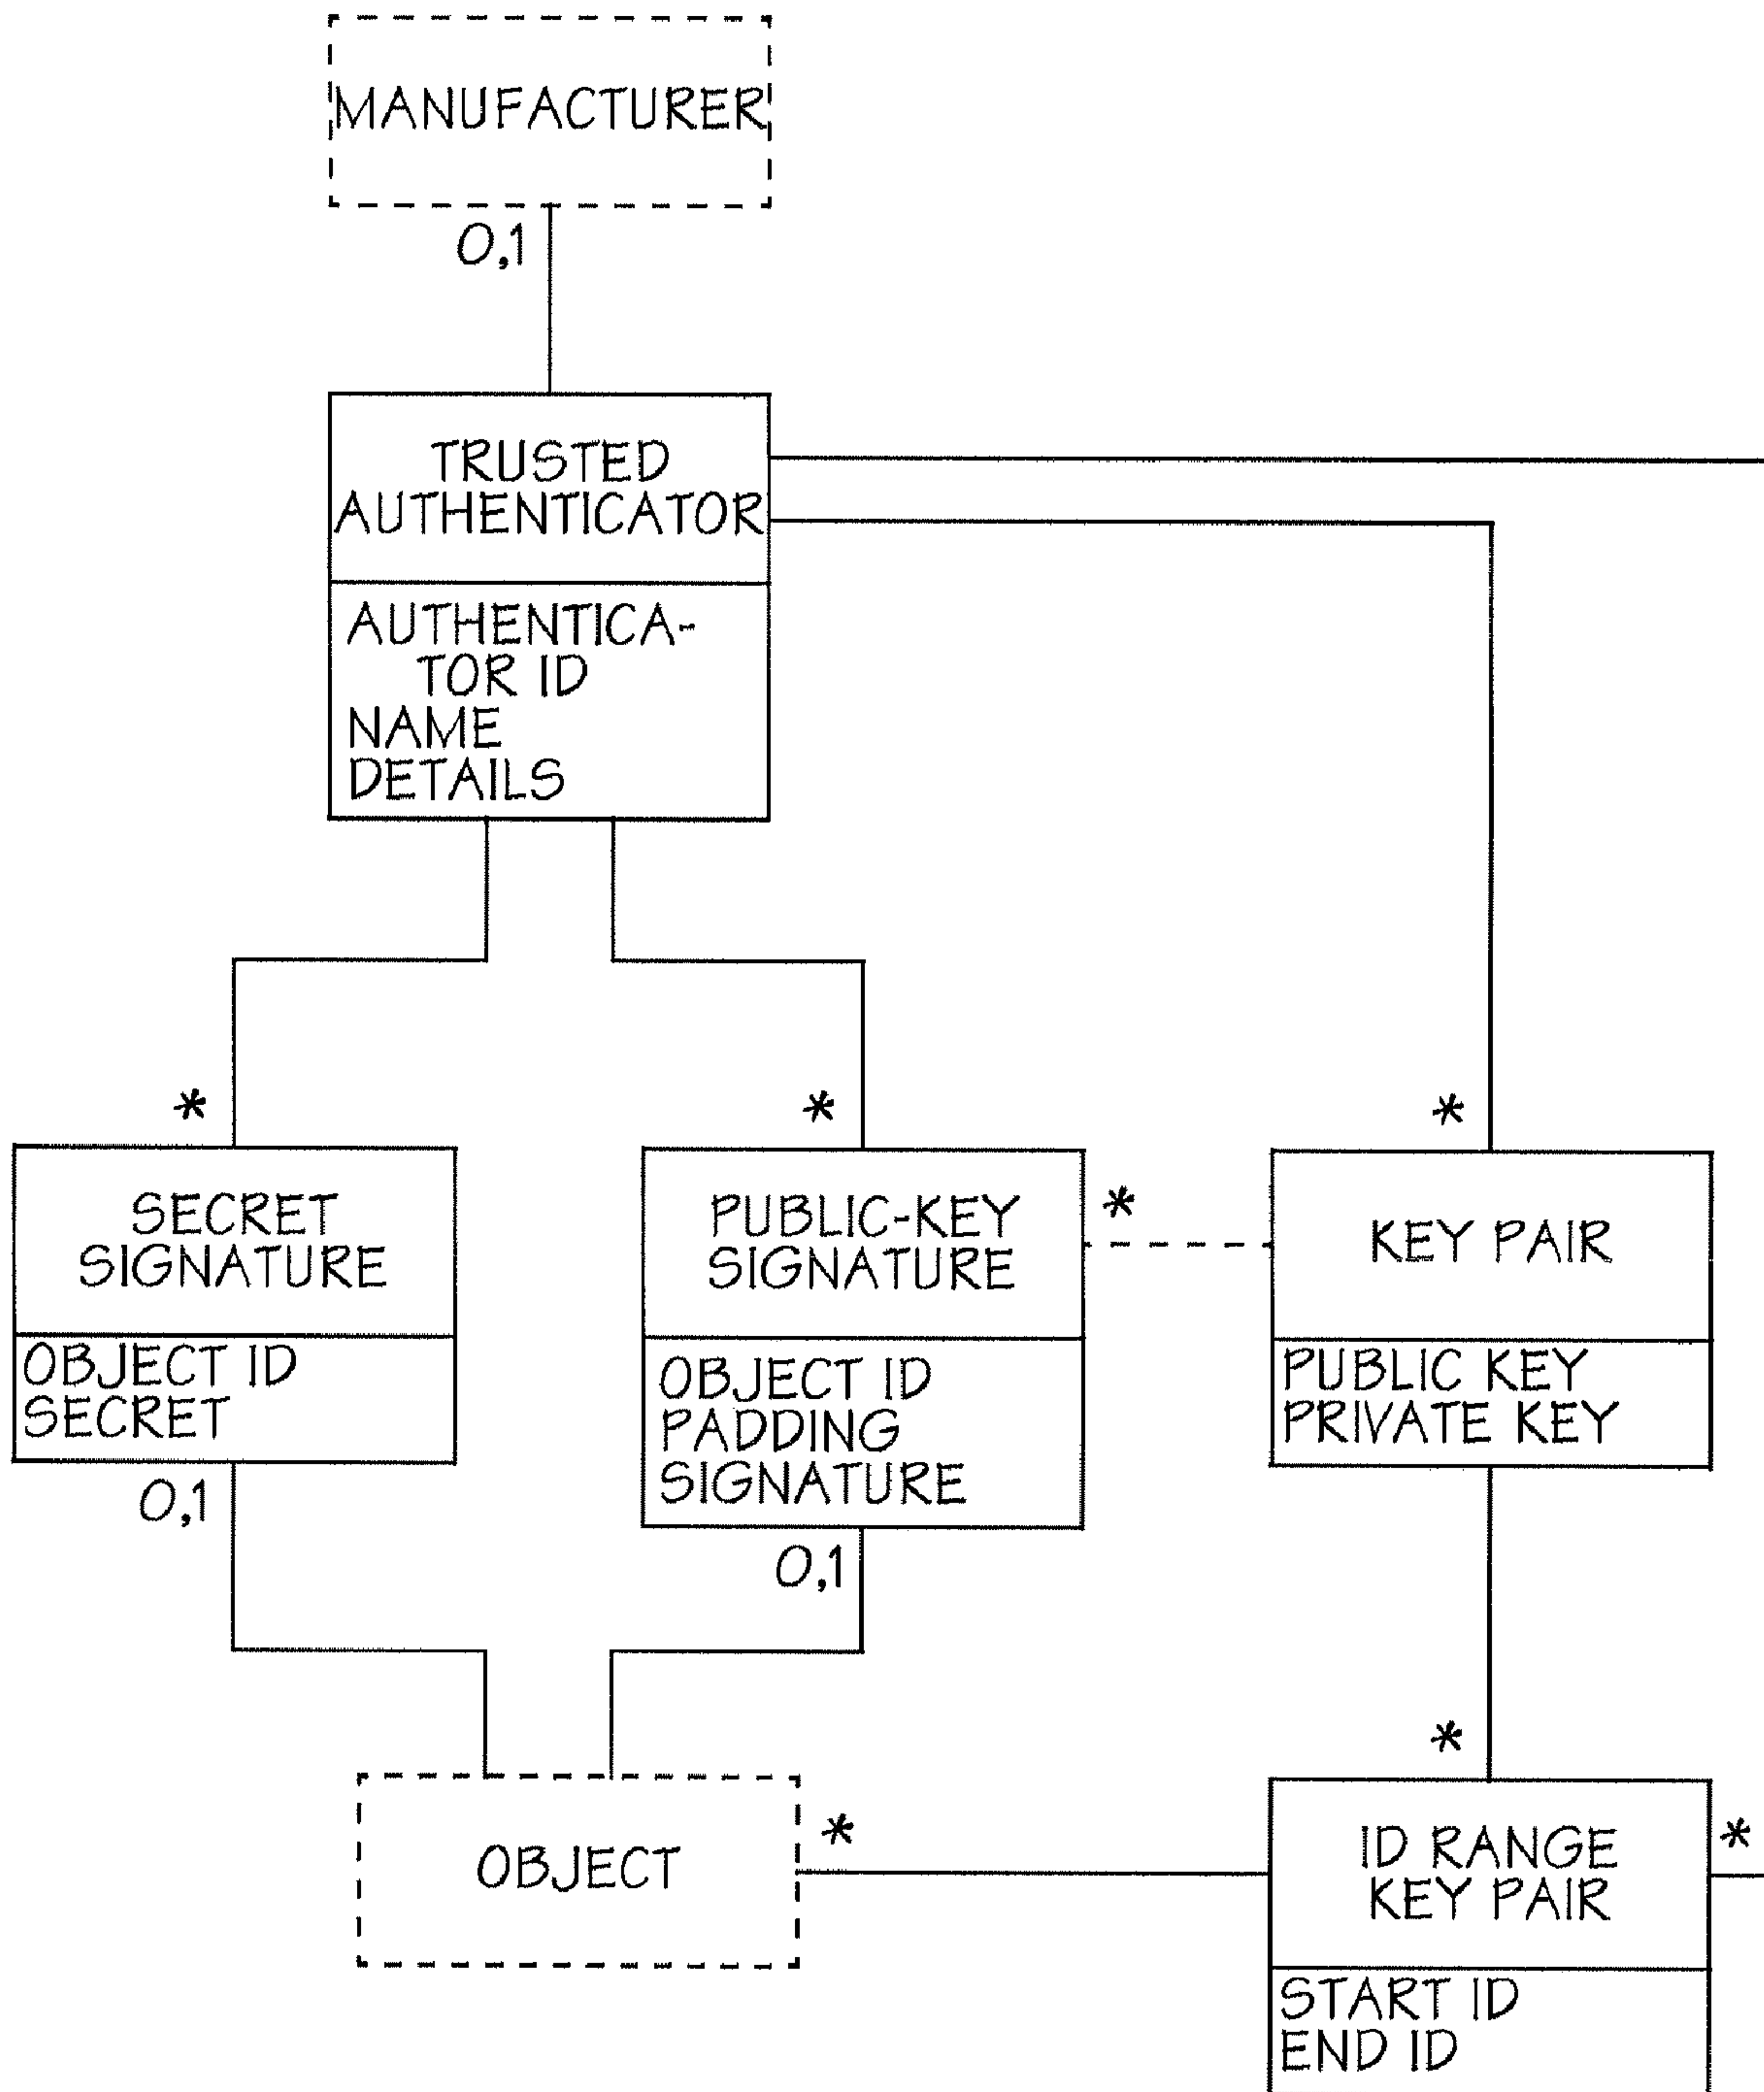 MANUFACTURER
0,1
TRUSTED
AUTHENTICATOR
AUTHENTICA-
TOR ID
NAME
DETAILS
*
*
*
SECRET
SIGNATURE
OBJECT ID
SECRET
0,1
PUBLIC-KEY
SIGNATURE
*
OBJECT ID
PADDING
SIGNATURE
0,1
KEY PAIR
PUBLIC KEY
PRIVATE KEY
*
OBJECT
*
ID RANGE
KEY PAIR
*
START ID
END ID